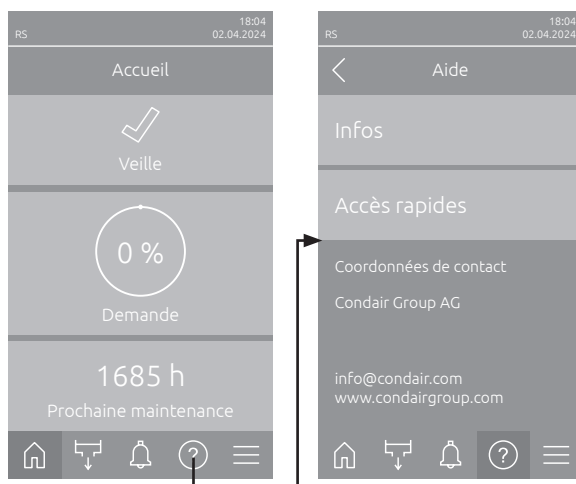 18:04
RS 02.04.2024
Accueil
Veille
0 %
Demande
1685 h
Prochaine maintenance
?
18:04
RS 02.04.2024
Aide
Infos
Accès rapides
Coordonnées de contact
Condair Group AG
info@condair.com
www.condairgroup.com
?